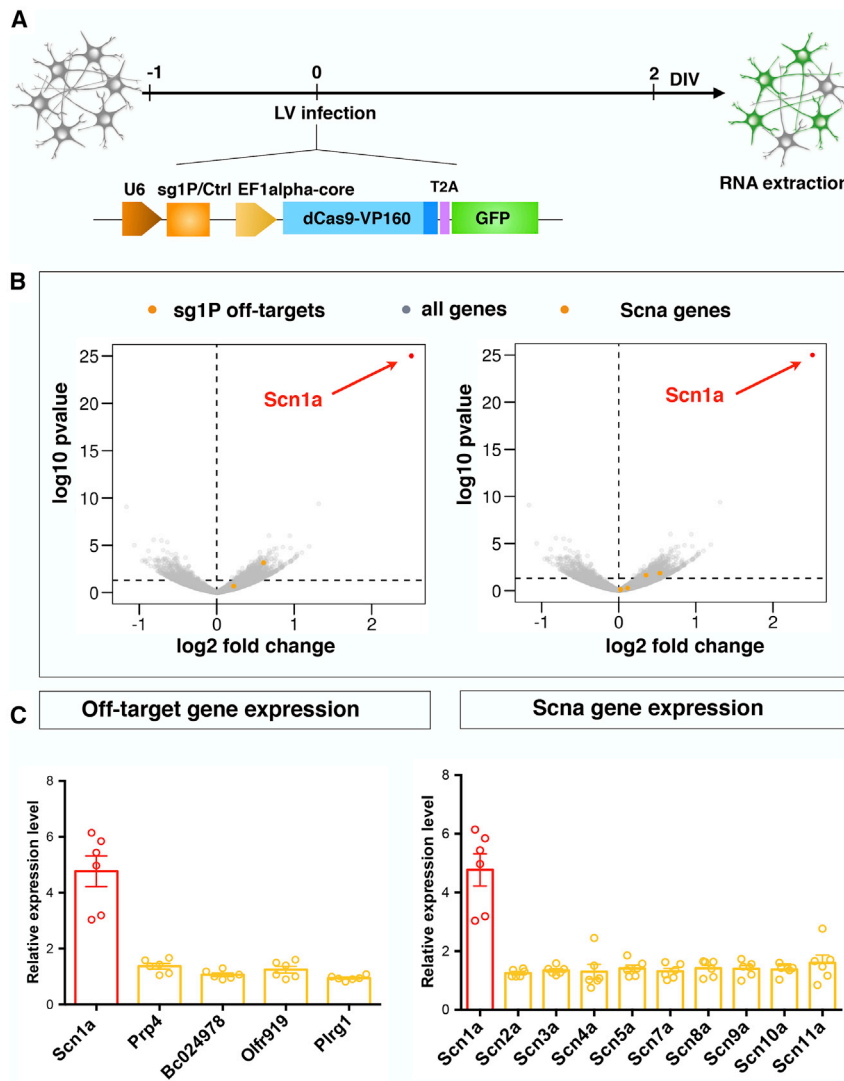 A
-1 0 2 DIV
LV infection
RNA extraction
U6 sg1P/Ctrl EF1alpha-core T2A
dCas9-VP160 GFP
B
sg1P off-targets all genes Scna genes
25
20
15
10
5
0
log10 pvalue
Scn1a
-1 0 1 2
log2 fold change
25
20
15
10
5
0
log10 pvalue
Scn1a
-1 0 1 2
log2 fold change
C
Off-target gene expression
Scna gene expression
8
6
4
2
0
Relative expression level
Scn1a
Prp4
Bc024978
Olfr919
Plrg1
8
6
4
2
0
Relative expression level
Scn1a
Scn2a
Scn3a
Scn4a
Scn5a
Scn7a
Scn8a
Scn9a
Scn10a
Scn11a